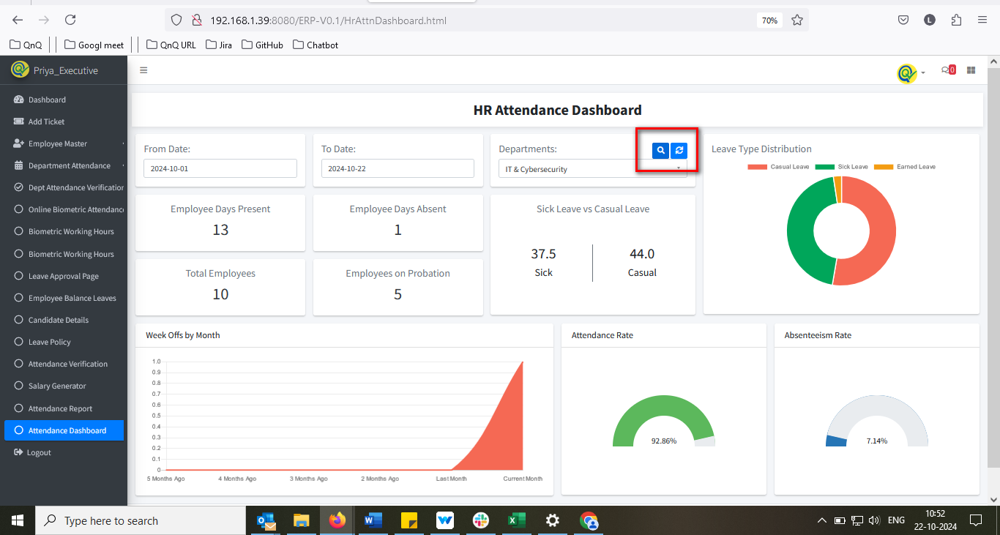 192.168.1.39:8080/ERP-V0.1/HrAttnDashboard.html
70%
L
QnQ
Googl meet
QnQ URL
Jira
GitHub
Chatbot
Priya_Executive
0
Dashboard
Add Ticket
Employee Master
Department Attendance
Dept Attendance Verification
Online Biometric Attendance
Biometric Working Hours
Biometric Working Hours
Leave Approval Page
Employee Balance Leaves
Candidate Details
Leave Policy
Attendance Verification
Salary Generator
Attendance Report
Attendance Dashboard
Logout
HR Attendance Dashboard
From Date:
2024-10-01
To Date:
2024-10-22
Departments:
IT & Cybersecurity
Leave Type Distribution
Casual Leave
Sick Leave
Earned Leave
Employee Days Present
13
Employee Days Absent
1
Sick Leave vs Casual Leave
37.5
Sick
44.0
Casual
Total Employees
10
Employees on Probation
5
Week Offs by Month
1.0
0.9
0.8
0.7
0.6
0.5
0.4
0.3
0.2
0.1
0
5 Months Ago
4 Months Ago
3 Months Ago
2 Months Ago
Last Month
Current Month
Attendance Rate
92.86%
Absenteeism Rate
7.14%
Type here to search
ENG
10:52
22-10-2024